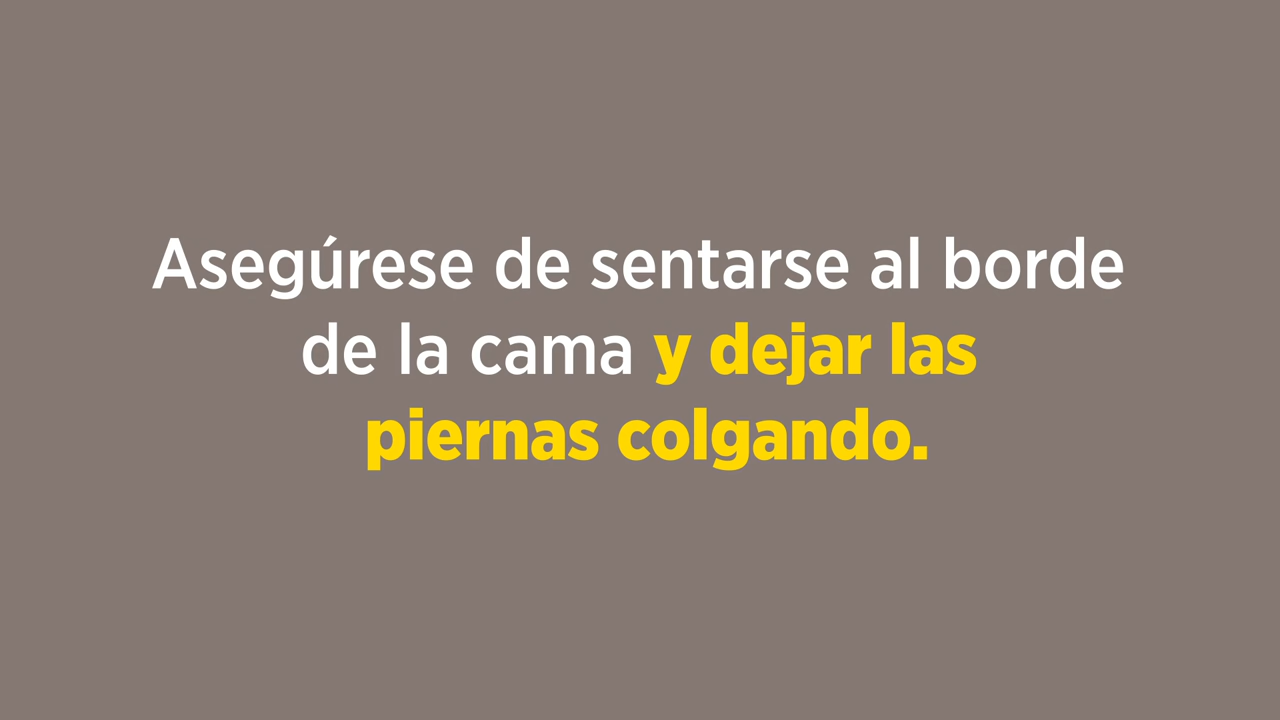 Asegúrese de sentarse al borde
de la cama y dejar las
piernas colgando.